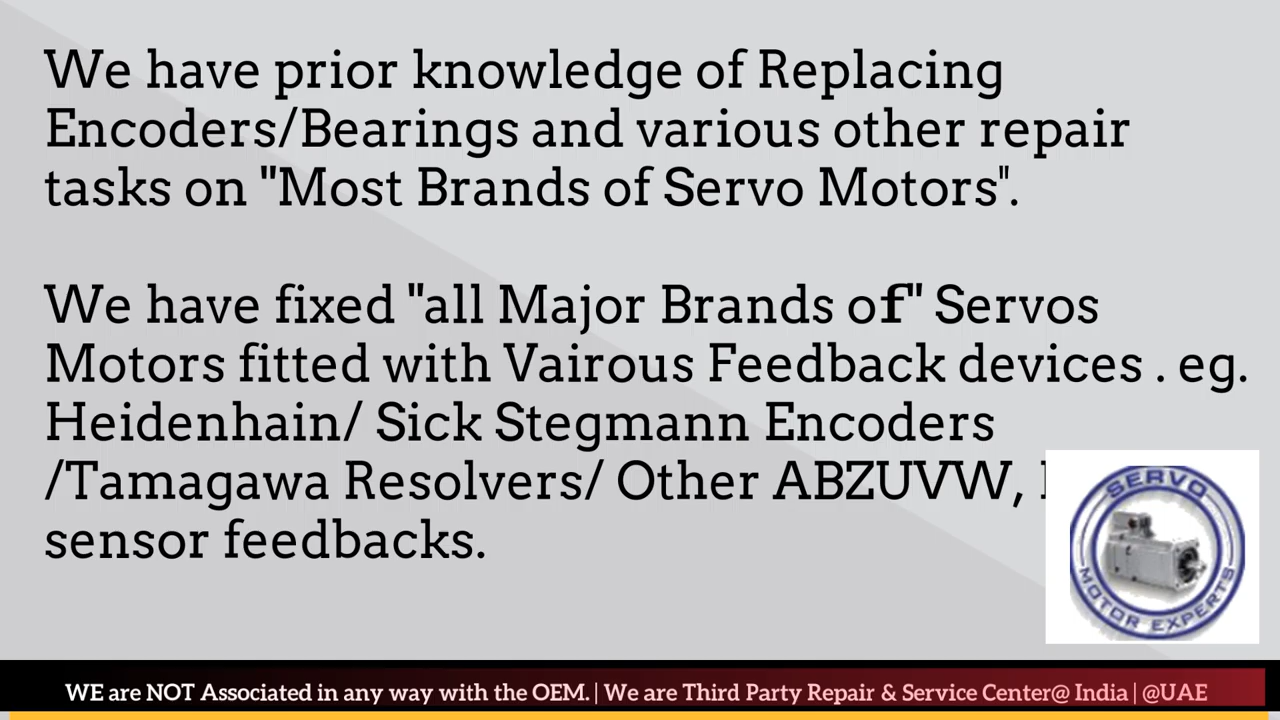 We have prior knowledge of Replacing
Encoders/Bearings and various other repair
tasks on "Most Brands of Servo Motors".
We have fixed "all Major Brands of" Servos
Motors fitted with Vairous Feedback devices . eg.
Heidenhain/ Sick Stegmann Encoders
/Tamagawa Resolvers/ Other ABZUVW,
sensor feedbacks.
SERVO
MOTOR EXPERTS
WE are NOT Associated in any way with the OEM. | We are Third Party Repair & Service Center@ India | @UAE